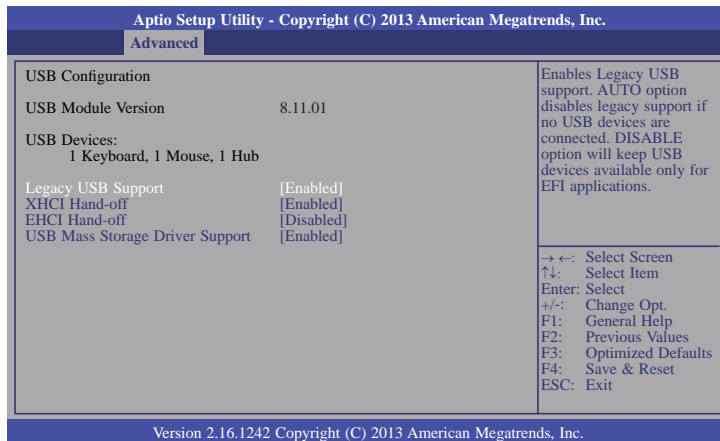 Aptio Setup Utility - Copyright (C) 2013 American Megatrends, Inc.
Advanced
USB Configuration
USB Module Version 8.11.01
USB Devices:
1 Keyboard, 1 Mouse, 1 Hub
Legacy USB Support [Enabled]
XHCI Hand-off [Enabled]
EHCI Hand-off [Disabled]
USB Mass Storage Driver Support [Enabled]
Enables Legacy USB
support. AUTO option
disables legacy support if
no USB devices are
connected. DISABLE
option will keep USB
devices available only for
EFI applications.
→ ←: Select Screen
↑↓: Select Item
Enter: Select
+/-: Change Opt.
F1: General Help
F2: Previous Values
F3: Optimized Defaults
F4: Save & Reset
ESC: Exit
Version 2.16.1242 Copyright (C) 2013 American Megatrends, Inc.